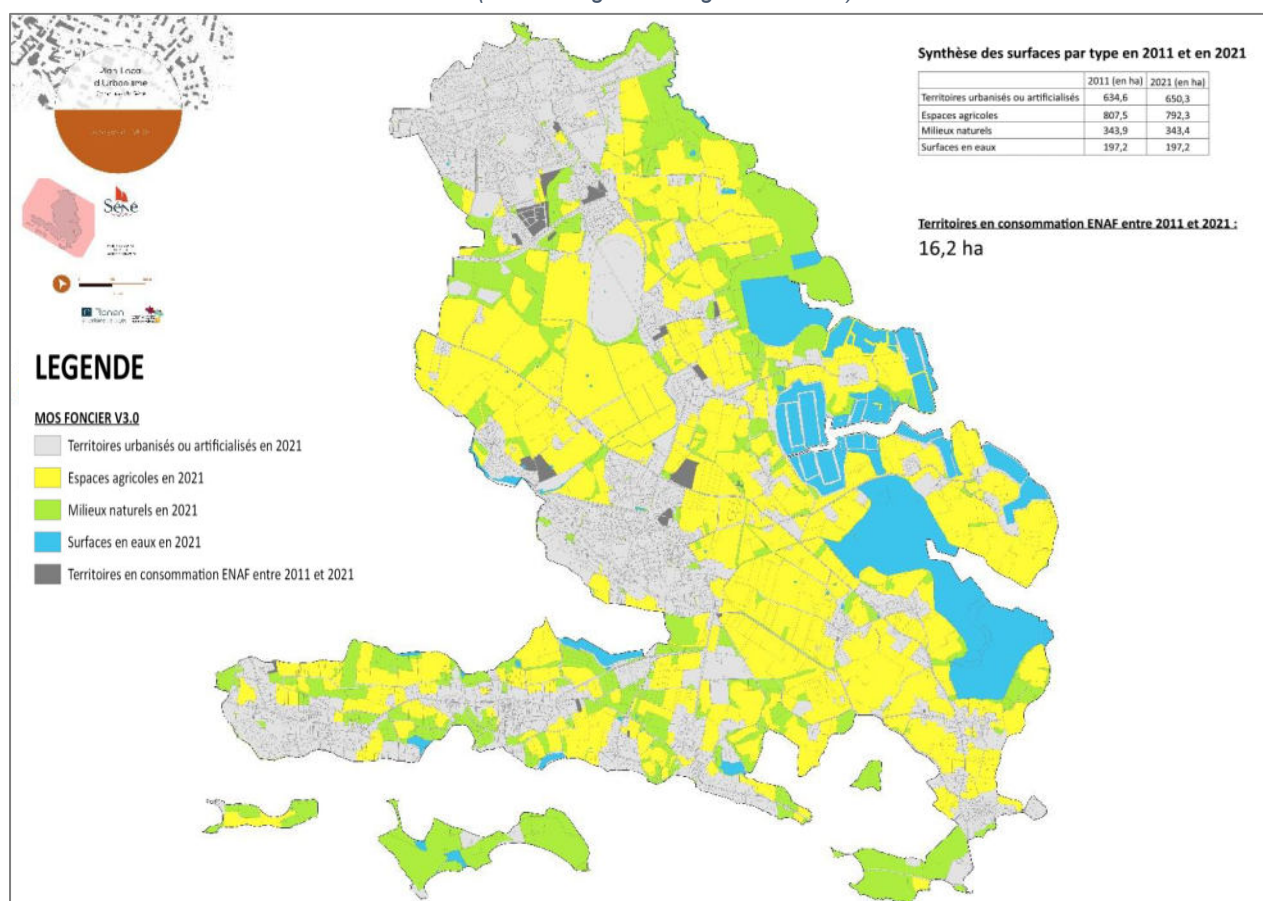 Plan Local
d'Urbanisme
Séné
LEGENDE
MOS FONCIER V3.0
Territoires urbanisés ou artificialisés en 2021
Espaces agricoles en 2021
Milieux naturels en 2021
Surfaces en eaux en 2021
Territoires en consommation ENAF entre 2011 et 2021
Synthèse des surfaces par type en 2011 et en 2021
2011 (en ha) 2021 (en ha)
Territoires urbanisés ou artificialisés 634,6 650,3
Espaces agricoles 807,5 792,3
Milieux naturels 343,9 343,4
Surfaces en eaux 197,2 197,2
Territoires en consommation ENAF entre 2011 et 2021 :
16,2 ha